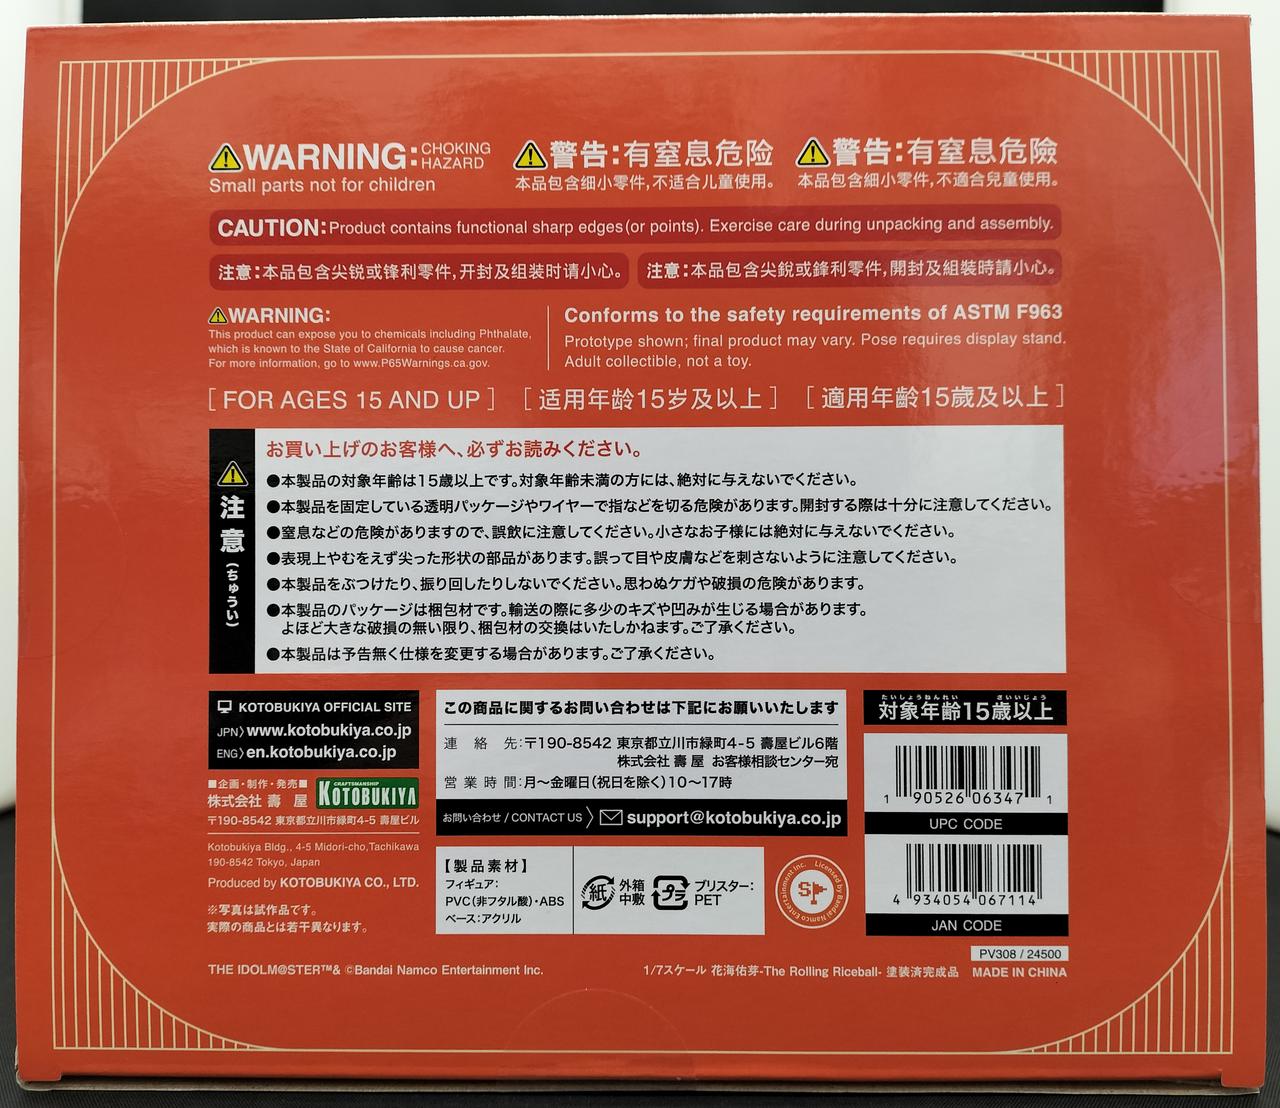 ⚠WARNING: CHOKING HAZARD
Small parts not for children
⚠警告:有窒息危险
本品包含细小零件,不适合儿童使用。
⚠警告:有窒息危險
本品包含細小零件,不適合兒童使用。
CAUTION: Product contains functional sharp edges (or points). Exercise care during unpacking and assembly.
注意:本品包含尖锐或锋利零件,开封及组装时请小心。
注意:本品包含尖銳或鋒利零件,開封及組裝時請小心。
⚠WARNING:
This product can expose you to chemicals including Phthalate,
which is known to the State of California to cause cancer.
For more information, go to www.P65Warnings.ca.gov.
Conforms to the safety requirements of ASTM F963
Prototype shown; final product may vary. Pose requires display stand.
Adult collectible, not a toy.
[ FOR AGES 15 AND UP ] [ 适用年龄15岁及以上 ] [ 適用年齡15歲及以上 ]
⚠注意(ちゅうい)
お買い上げのお客様へ、必ずお読みください。
●本製品の対象年齢は15歳以上です。対象年齢未満の方には、絶対に与えないでください。
●本製品を固定している透明パッケージやワイヤーで指などを切る危険があります。開封する際は十分に注意してください。
●窒息などの危険がありますので、誤飲に注意してください。小さなお子様には絶対に与えないでください。
●表現上やむをえず尖った形状の部品があります。誤って目や皮膚などを刺さないように注意してください。
●本製品をぶつけたり、振り回したりしないでください。思わぬケガや破損の危険があります。
●本製品のパッケージは梱包材です。輸送の際に多少のキズや凹みが生じる場合があります。
よほど大きな破損の無い限り、梱包材の交換はいたしかねます。ご了承ください。
●本製品は予告無く仕様を変更する場合があります。ご了承ください。
KOTOBUKIYA OFFICIAL SITE
JPN〉www.kotobukiya.co.jp
ENG〉en.kotobukiya.co.jp
■企画・制作・発売■
株式会社 壽 屋
CRAFTSMANSHIP
KOTOBUKIYA
〒190-8542 東京都立川市緑町4-5 壽屋ビル
Kotobukiya Bldg., 4-5 Midori-cho,Tachikawa
190-8542 Tokyo, Japan
Produced by KOTOBUKIYA CO., LTD.
※写真は試作品です。
実際の商品とは若干異なります。
この商品に関するお問い合わせは下記にお願いいたします
連絡先:〒190-8542 東京都立川市緑町4-5 壽屋ビル6階
株式会社 壽 屋 お客様相談センター宛
営業時間:月〜金曜日(祝日を除く)10〜17時
お問い合わせ / CONTACT US 〉 support@kotobukiya.co.jp
【製品素材】
フィギュア:
PVC(非フタル酸)・ABS
ベース:アクリル
紙 外箱
中敷
プラ ブリスター:
PET
Licensed by Bandai Namco Entertainment Inc.
SP
たいしょうねんれい さいいじょう
対象年齢15歳以上
1 90526 06347 1
UPC CODE
4 934054 067114
JAN CODE
PV308 / 24500
THE IDOLM@STER™& ©Bandai Namco Entertainment Inc.
1/7スケール 花海佑芽-The Rolling Riceball- 塗装済完成品 MADE IN CHINA